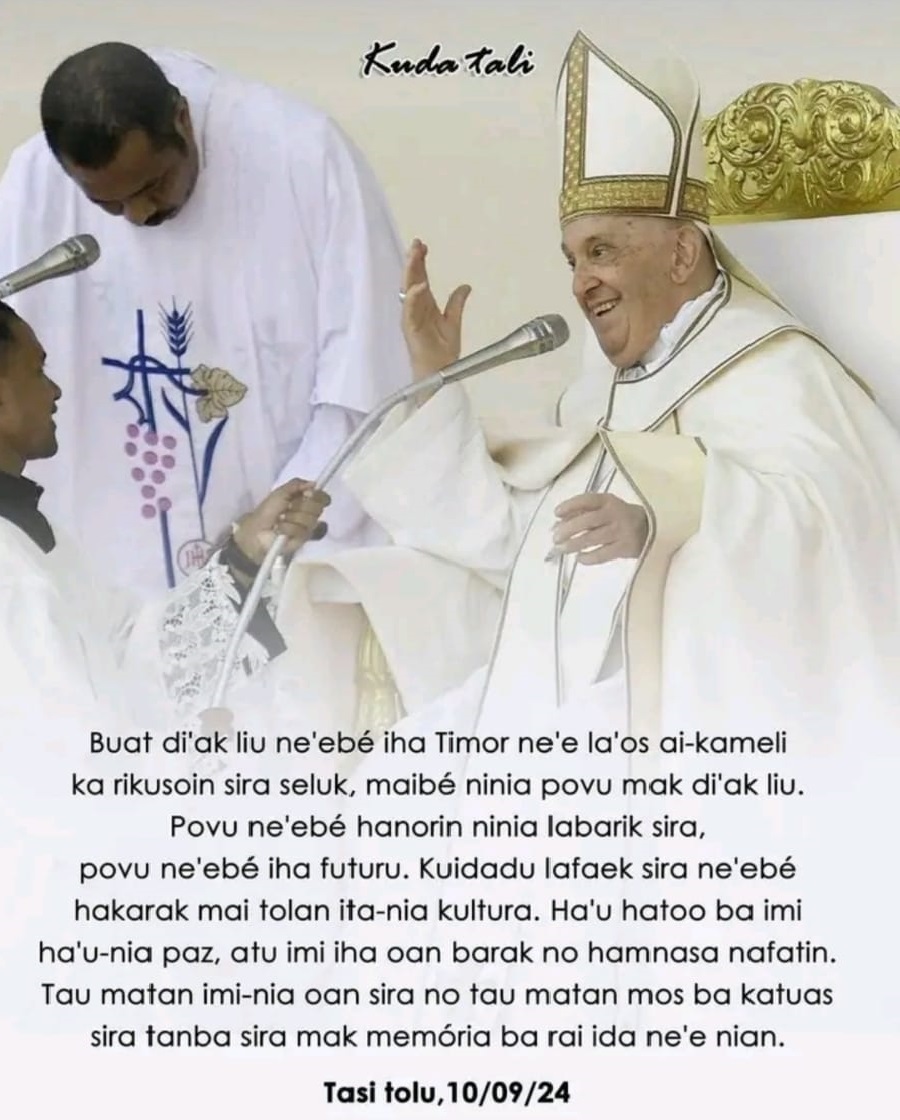 Kuda tali
Buat di'ak liu ne'ebé iha Timor ne'e la'os ai-kameli
ka rikusoin sira seluk, maibé ninia povu mak di'ak liu.
Povu ne'ebé hanorin ninia labarik sira,
povu ne'ebé iha futuru. Kuidadu lafaek sira ne'ebé
hakarak mai tolan ita-nia kultura. Ha'u hatoo ba imi
ha'u-nia paz, atu imi iha oan barak no hamnasa nafatin.
Tau matan imi-nia oan sira no tau matan mos ba katuas
sira tanba sira mak memória ba rai ida ne'e nian.
Tasi tolu,10/09/24